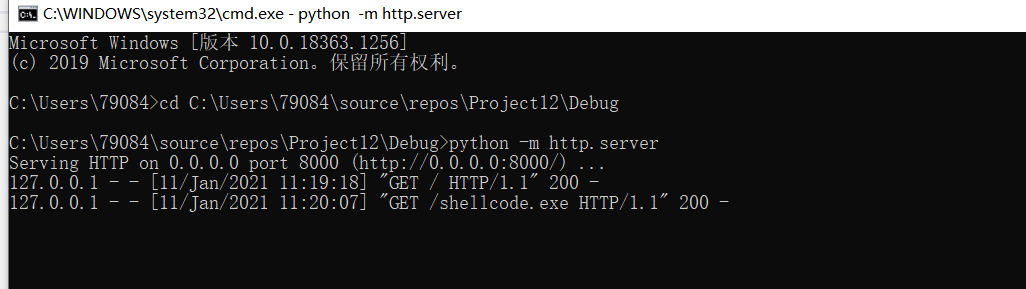 C:\WINDOWS\system32\cmd.exe - python -m http.server
Microsoft Windows [版本 10.0.18363.1256]
(c) 2019 Microsoft Corporation。保留所有权利。
C:\Users\79084>cd C:\Users\79084\source\repos\Project12\Debug
C:\Users\79084\source\repos\Project12\Debug>python -m http.server
Serving HTTP on 0.0.0.0 port 8000 (http://0.0.0.0:8000/) ...
127.0.0.1 - - [11/Jan/2021 11:19:18] "GET / HTTP/1.1" 200 -
127.0.0.1 - - [11/Jan/2021 11:20:07] "GET /shellcode.exe HTTP/1.1" 200 -